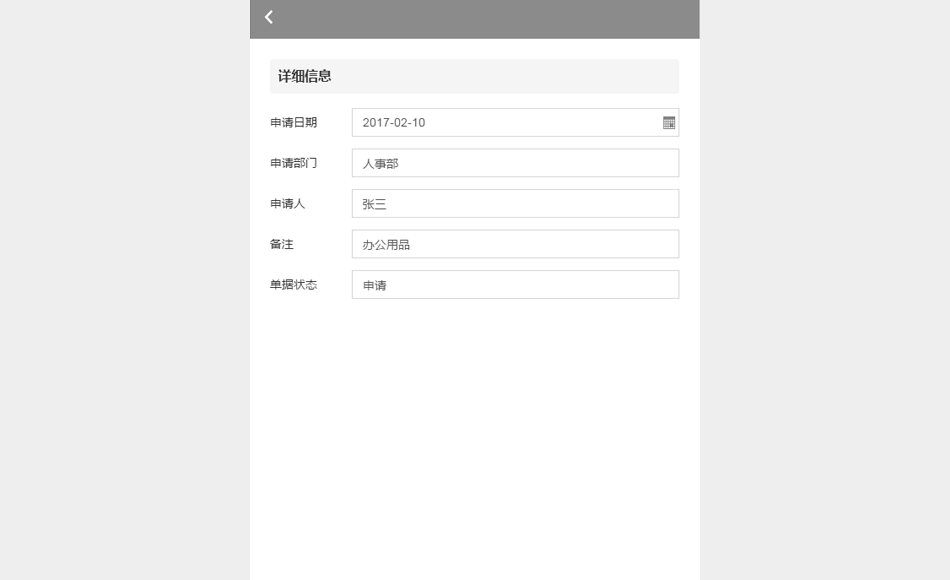 详细信息
申请日期 2017-02-10
申请部门 人事部
申请人 张三
备注 办公用品
单据状态 申请